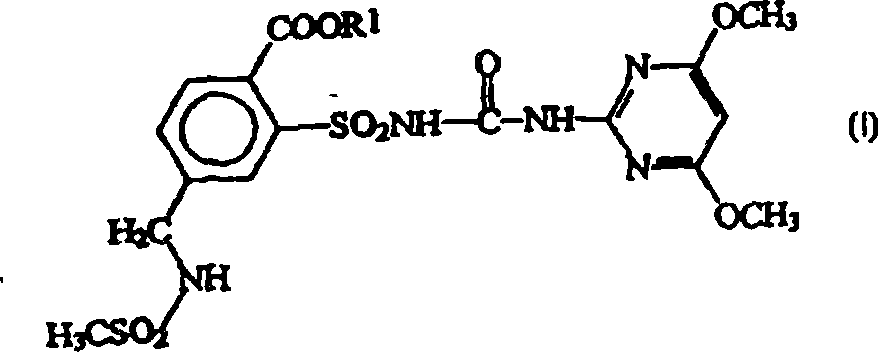 COOR1
OCH3
O
N
SO2NH
C
NH
(I)
N
OCH3
H2C
NH
H3CSO2